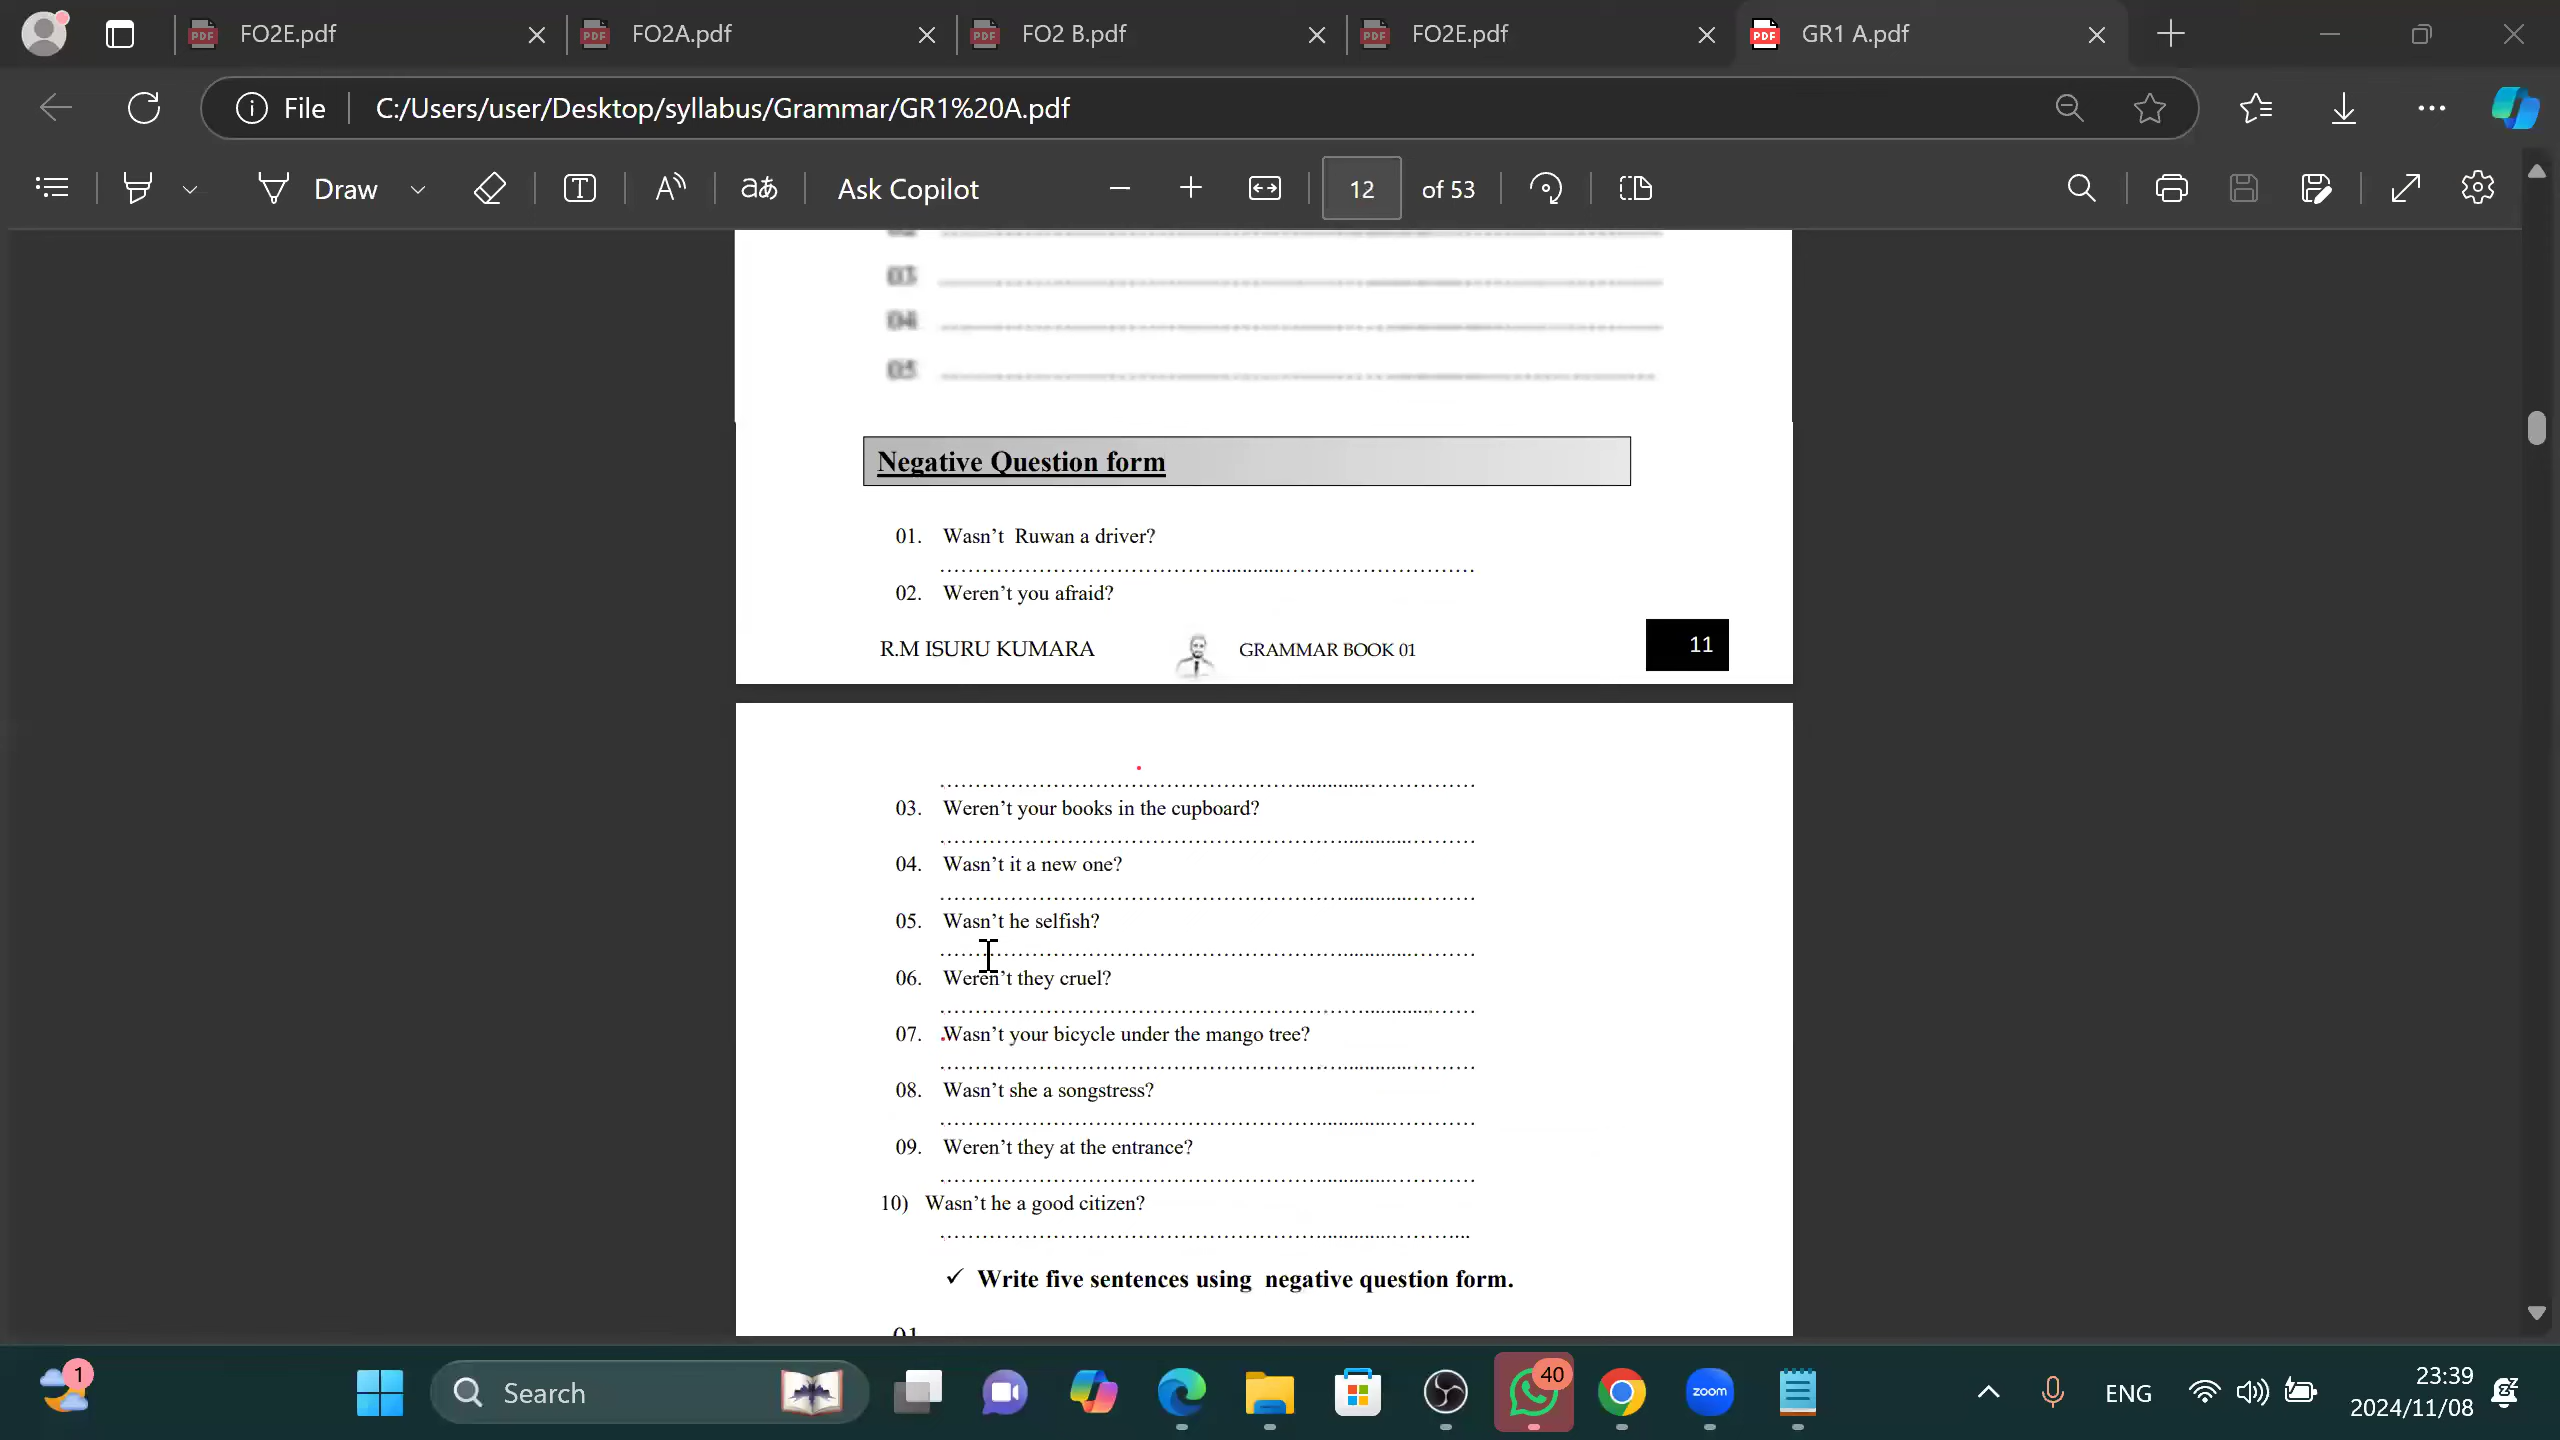 FO2E.pdf
FO2A.pdf
FO2 B.pdf
FO2E.pdf
GR1 A.pdf
File
C:/Users/user/Desktop/syllabus/Grammar/GR1%20A.pdf
Draw
aあ
Ask Copilot
12 of 53
03
04
05
Negative Question form
01. Wasn't Ruwan a driver?
02. Weren't you afraid?
R.M ISURU KUMARA
GRAMMAR BOOK 01
11
03. Weren't your books in the cupboard?
04. Wasn't it a new one?
05. Wasn't he selfish?
06. Weren't they cruel?
07. Wasn't your bicycle under the mango tree?
08. Wasn't she a songstress?
09. Weren't they at the entrance?
10) Wasn't he a good citizen?
✓ Write five sentences using negative question form.
01
1
Search
40
zoom
ENG
23:39
2024/11/08